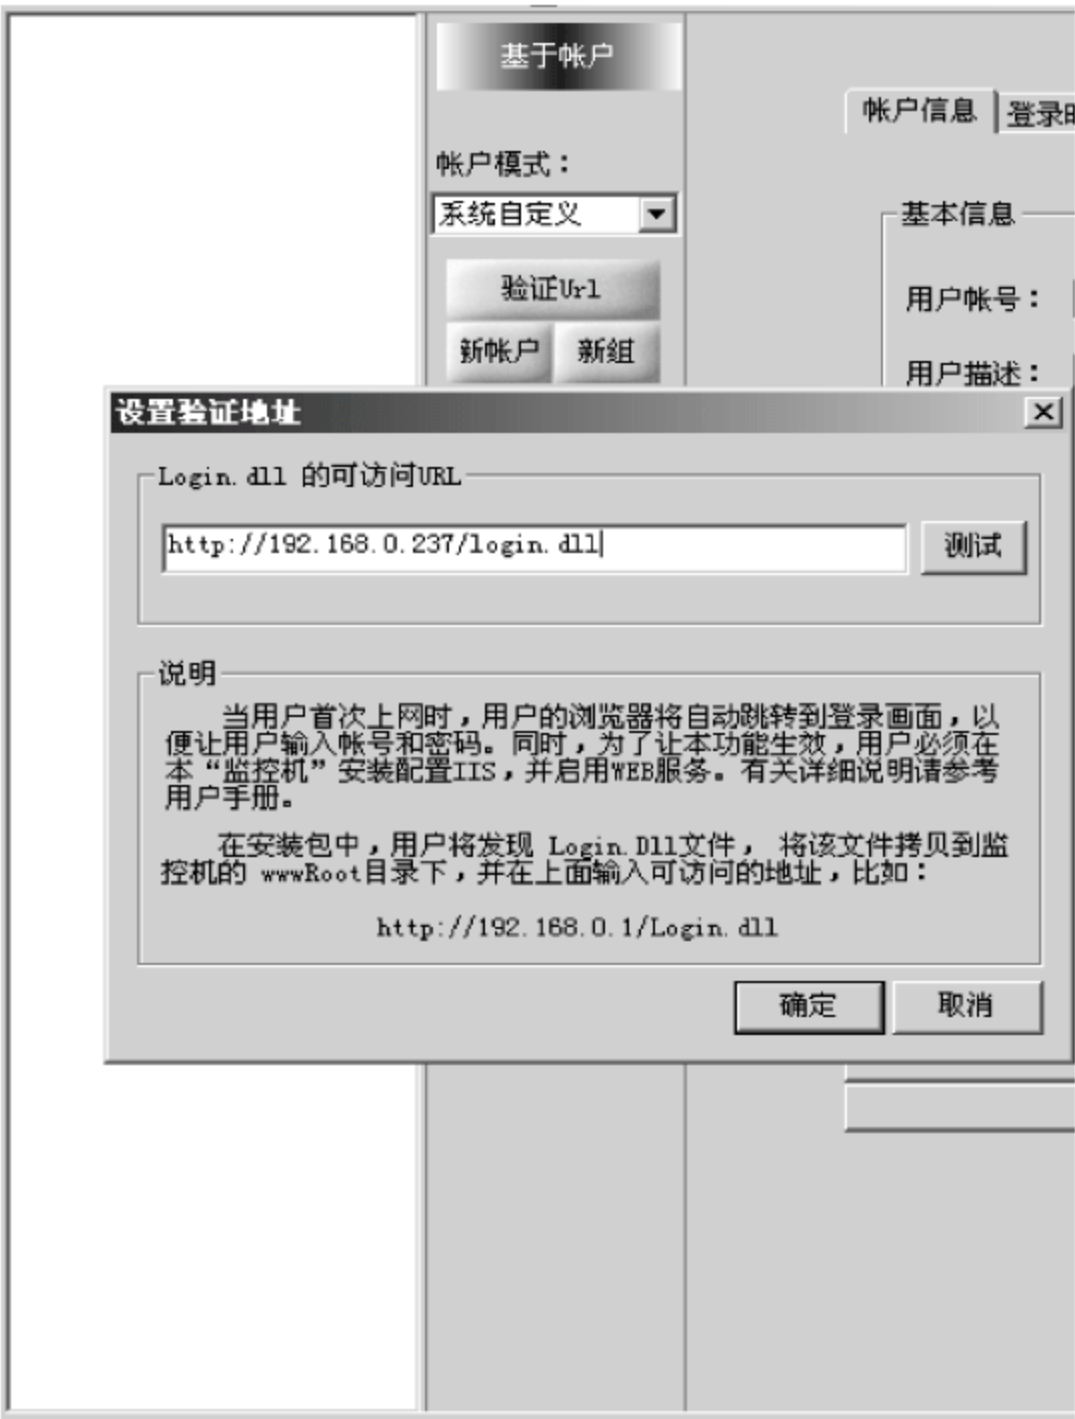 基于帐户
帐户信息
登录
帐户模式：
系统自定义
基本信息
验证Url
用户帐号：
新帐户
新组
用户描述：
设置验证地址
Login.dll 的可访问URL
http://192.168.0.237/login.dll
测试
说明
当用户首次上网时，用户的浏览器将自动跳转到登录画面，以
便让用户输入帐号和密码。同时，为了让本功能生效，用户必须在
本“监控机”安装配置IIS，并启用WEB服务。有关详细说明请参考
用户手册。
在安装包中，用户将发现 Login.Dll文件， 将该文件拷贝到监
控机的 wwwRoot目录下，并在上面输入可访问的地址，比如：
http://192.168.0.1/Login.dll
确定
取消